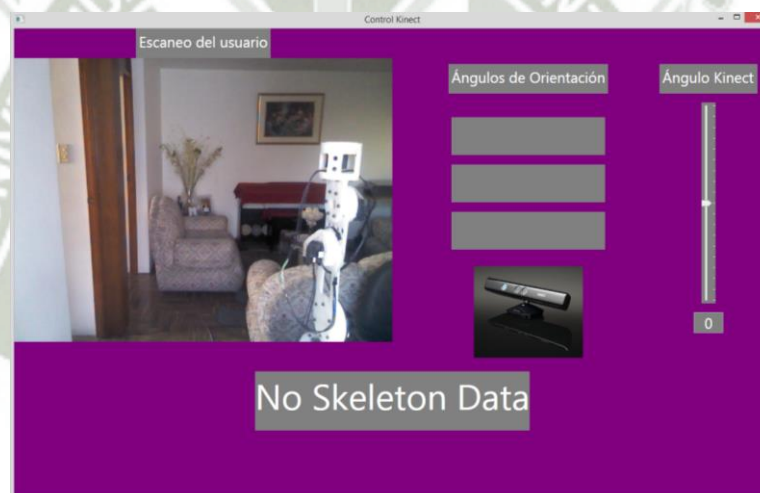 Control Kinect
Escaneo del usuario
Ángulos de Orientación
Ángulo Kinect
0
No Skeleton Data